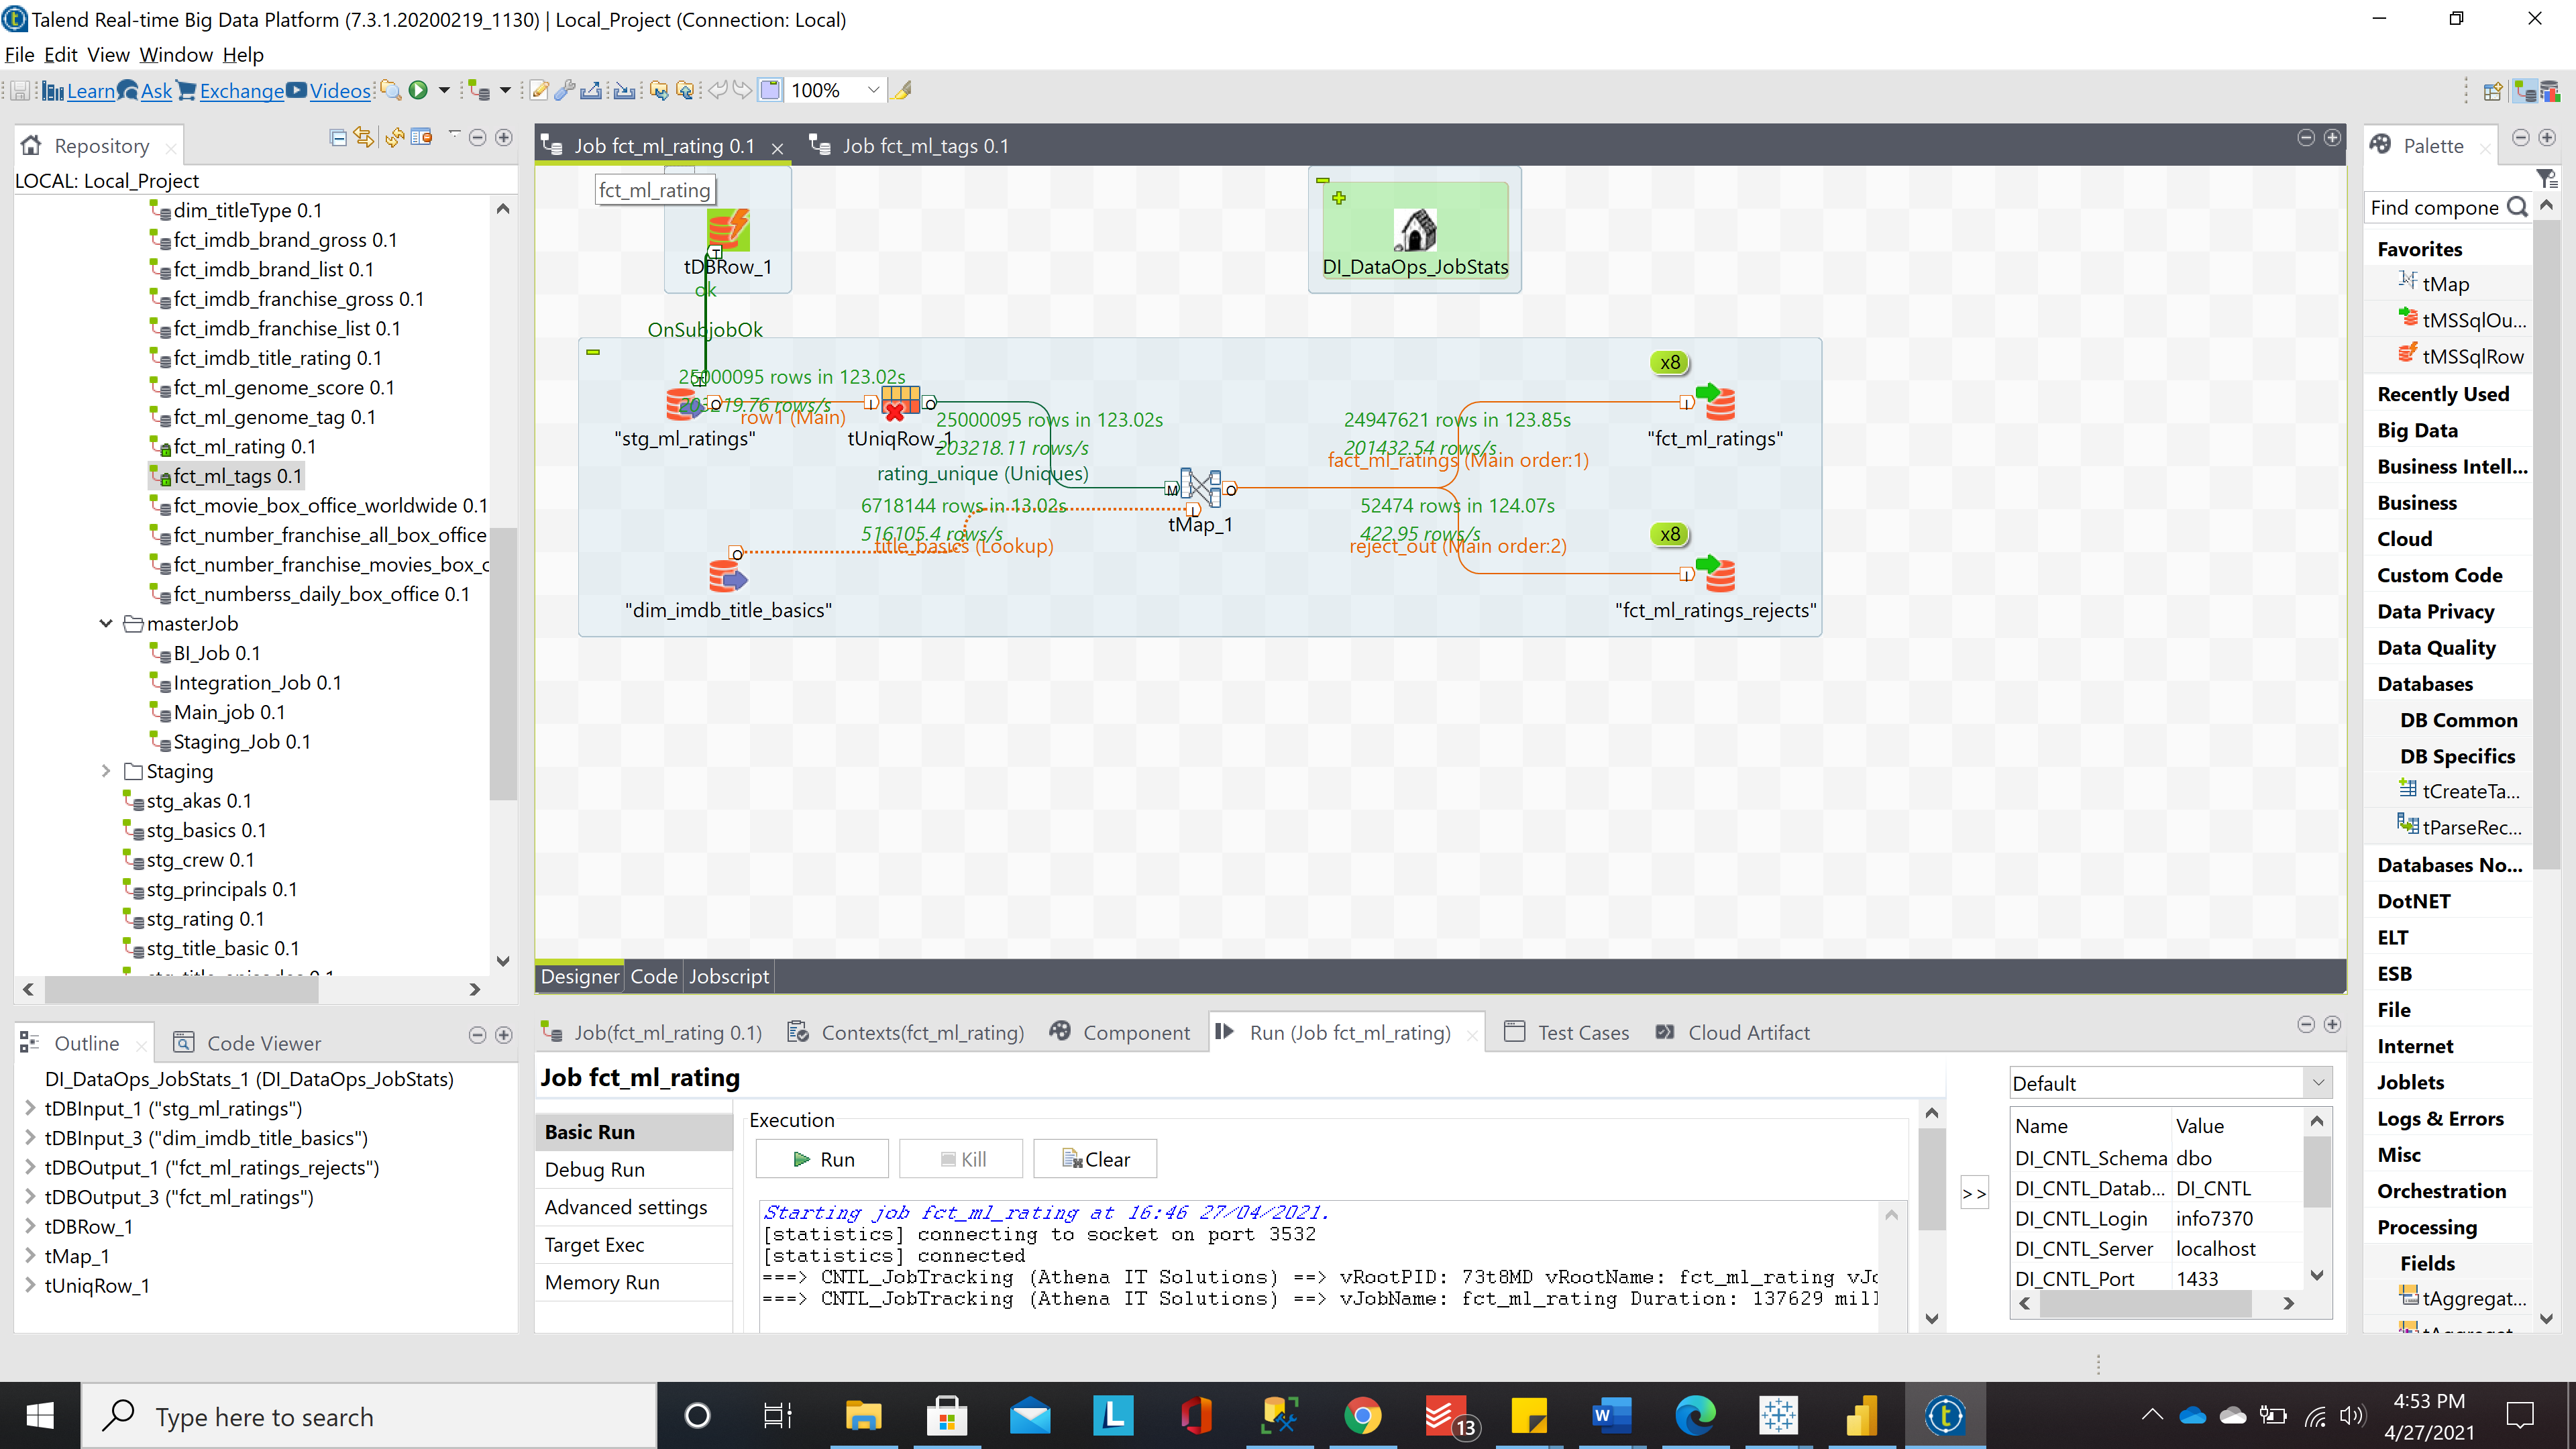 Talend Real-time Big Data Platform (7.3.1.20200219_1130) | Local_Project (Connection: Local)
File Edit View Window Help
Learn Ask Exchange Videos 100%
Repository
LOCAL: Local_Project
dim_titleType 0.1
fct_imdb_brand_gross 0.1
fct_imdb_brand_list 0.1
fct_imdb_franchise_gross 0.1
fct_imdb_franchise_list 0.1
fct_imdb_title_rating 0.1
fct_ml_genome_score 0.1
fct_ml_genome_tag 0.1
fct_ml_rating 0.1
fct_ml_tags 0.1
fct_movie_box_office_worldwide 0.1
fct_number_franchise_all_box_office
fct_number_franchise_movies_box_c
fct_numberss_daily_box_office 0.1
masterJob
BI_Job 0.1
Integration_Job 0.1
Main_job 0.1
Staging_Job 0.1
Staging
stg_akas 0.1
stg_basics 0.1
stg_crew 0.1
stg_principals 0.1
stg_rating 0.1
stg_title_basic 0.1
Job fct_ml_rating 0.1
Job fct_ml_tags 0.1
fct_ml_rating
tDBRow_1
ok
OnSubjobOk
DI_DataOps_JobStats
25000095 rows in 123.02s
203219.76 rows/s
row1 (Main)
"stg_ml_ratings"
tUniqRow_1
25000095 rows in 123.02s
203218.11 rows/s
rating_unique (Uniques)
6718144 rows in 13.02s
516105.4 rows/s
title_basics (Lookup)
"dim_imdb_title_basics"
M
L
tMap_1
x8
24947621 rows in 123.85s
201432.54 rows/s
fact_ml_ratings (Main order:1)
"fct_ml_ratings"
52474 rows in 124.07s
422.95 rows/s
reject_out (Main order:2)
x8
"fct_ml_ratings_rejects"
Designer Code Jobscript
Palette
Find compone
Favorites
tMap
tMSSqlOu...
tMSSqlRow
Recently Used
Big Data
Business Intell...
Business
Cloud
Custom Code
Data Privacy
Data Quality
Databases
DB Common
DB Specifics
tCreateTa...
tParseRec...
Databases No...
DotNET
ELT
ESB
File
Internet
Joblets
Logs & Errors
Misc
Orchestration
Processing
Fields
tAggregat...
Outline
Code Viewer
DI_DataOps_JobStats_1 (DI_DataOps_JobStats)
tDBInput_1 ("stg_ml_ratings")
tDBInput_3 ("dim_imdb_title_basics")
tDBOutput_1 ("fct_ml_ratings_rejects")
tDBOutput_3 ("fct_ml_ratings")
tDBRow_1
tMap_1
tUniqRow_1
Job(fct_ml_rating 0.1) Contexts(fct_ml_rating) Component Run (Job fct_ml_rating) Test Cases Cloud Artifact
Job fct_ml_rating
Basic Run
Debug Run
Advanced settings
Target Exec
Memory Run
Execution
Run Kill Clear
Starting job fct_ml_rating at 16:46 27/04/2021.
[statistics] connecting to socket on port 3532
[statistics] connected
===> CNTL_JobTracking (Athena IT Solutions) ==> vRootPID: 73t8MD vRootName: fct_ml_rating vJo
===> CNTL_JobTracking (Athena IT Solutions) ==> vJobName: fct_ml_rating Duration: 137629 mill
>>
Default
Name Value
DI_CNTL_Schema dbo
DI_CNTL_Datab... DI_CNTL
DI_CNTL_Login info7370
DI_CNTL_Server localhost
DI_CNTL_Port 1433
Type here to search
13
4:53 PM
4/27/2021